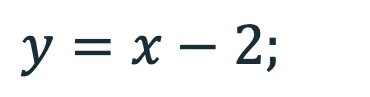 y = x − 2;